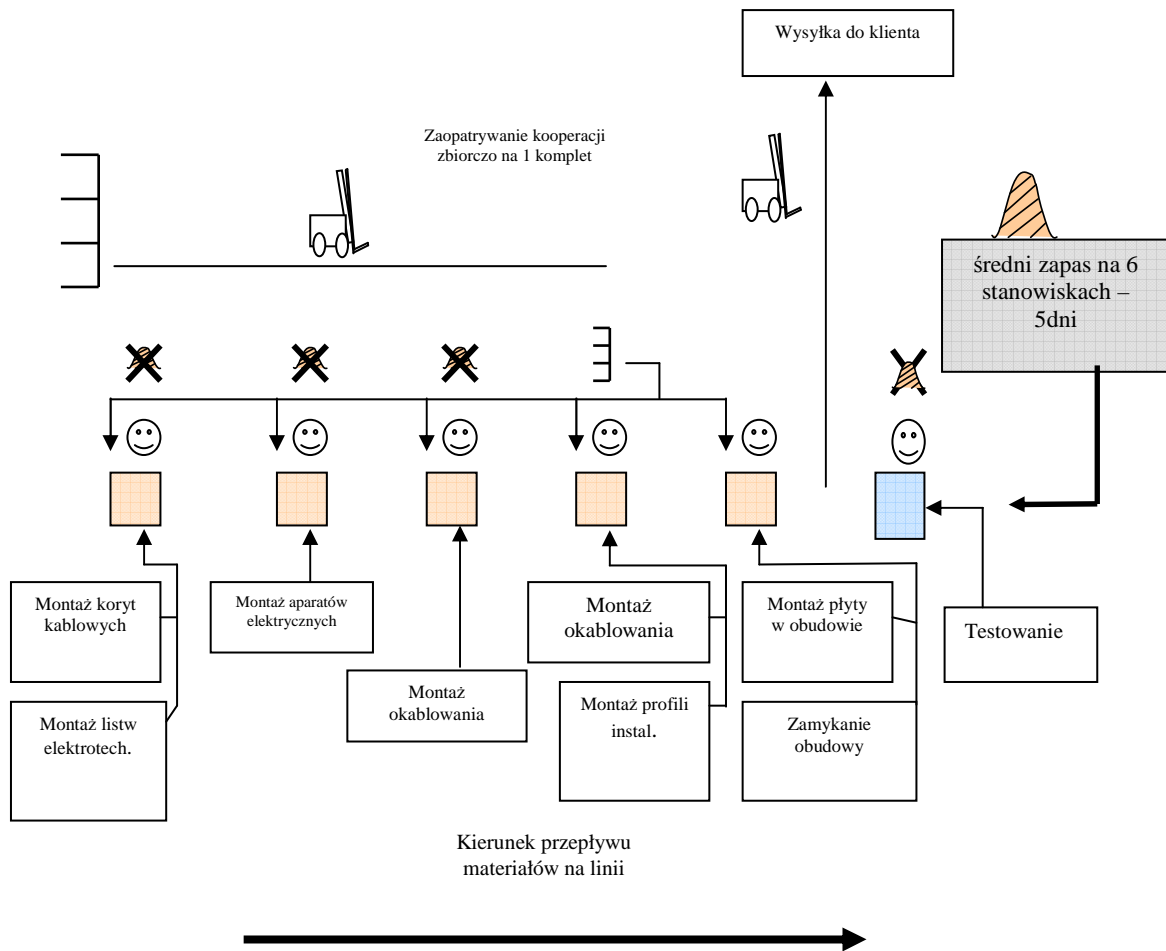 Wysyłka do klienta
Zaopatrywanie kooperacji
zbiorczo na 1 komplet
średni zapas na 6
stanowiskach –
5dni
Montaż koryt
kablowych
Montaż aparatów
elektrycznych
Montaż
okablowania
Montaż płyty
w obudowie
Testowanie
Montaż listw
elektrotech.
Montaż
okablowania
Montaż profili
instal.
Zamykanie
obudowy
Kierunek przepływu
materiałów na linii